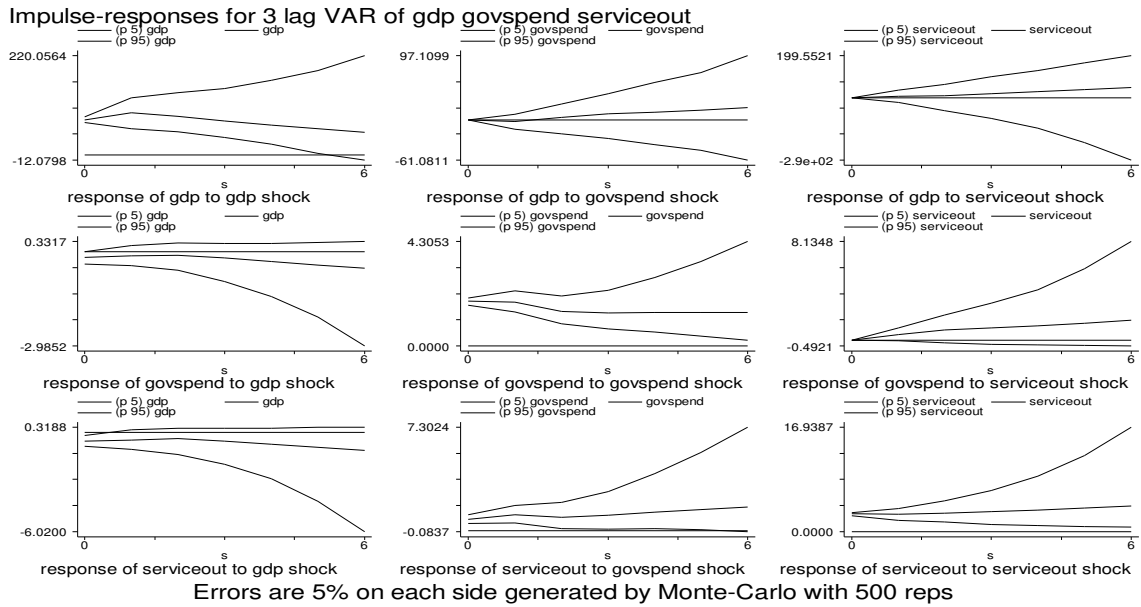 Impulse-responses for 3 lag VAR of gdp govspend serviceout
(p 5) gdp gdp
(p 95) gdp
220.0564
-12.0798
0 6
s
response of gdp to gdp shock
(p 5) govspend govspend
(p 95) govspend
97.1099
-61.0811
0 6
s
response of gdp to govspend shock
(p 5) serviceout serviceout
(p 95) serviceout
199.5521
-2.9e+02
0 6
s
response of gdp to serviceout shock
(p 5) gdp gdp
(p 95) gdp
0.3317
-2.9852
0 6
s
response of govspend to gdp shock
(p 5) govspend govspend
(p 95) govspend
4.3053
0.0000
0 6
s
response of govspend to govspend shock
(p 5) serviceout serviceout
(p 95) serviceout
8.1348
-0.4921
0 6
s
response of govspend to serviceout shock
(p 5) gdp gdp
(p 95) gdp
0.3188
-6.0200
0 6
s
response of serviceout to gdp shock
(p 5) govspend govspend
(p 95) govspend
7.3024
-0.0837
0 6
s
response of serviceout to govspend shock
(p 5) serviceout serviceout
(p 95) serviceout
16.9387
0.0000
0 6
s
response of serviceout to serviceout shock
Errors are 5% on each side generated by Monte-Carlo with 500 reps